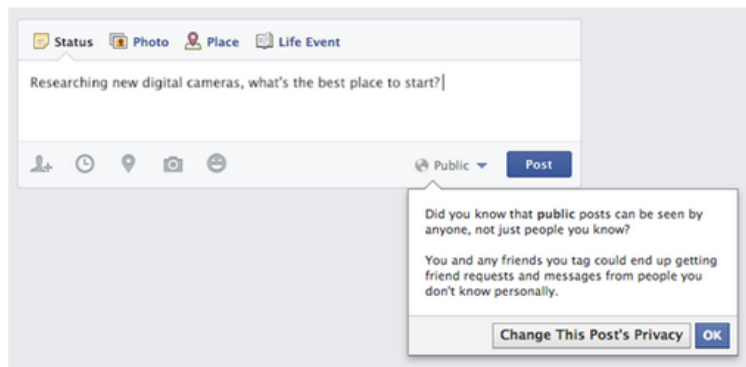 Status Photo Place Life Event
Researching new digital cameras, what's the best place to start?
Public Post
Did you know that public posts can be seen by
anyone, not just people you know?
You and any friends you tag could end up getting
friend requests and messages from people you
don't know personally.
Change This Post's Privacy OK